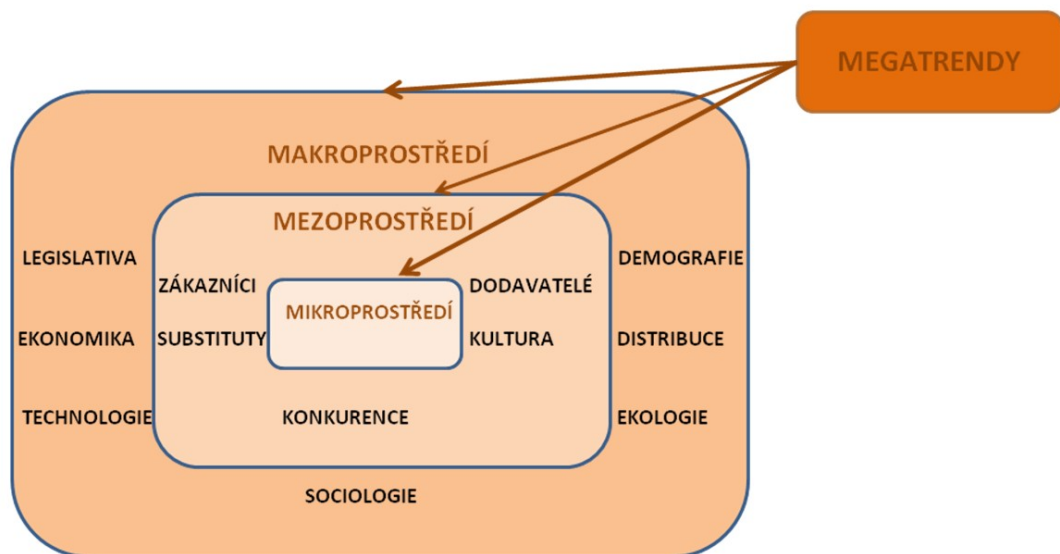 MEGATRENDY
MAKROPROSTŘEDÍ
MEZOPROSTŘEDÍ
LEGISLATIVA
DEMOGRAFIE
ZÁKAZNÍCI
DODAVATELÉ
MIKROPROSTŘEDÍ
EKONOMIKA
SUBSTITUTY
KULTURA
DISTRIBUCE
TECHNOLOGIE
KONKURENCE
EKOLOGIE
SOCIOLOGIE